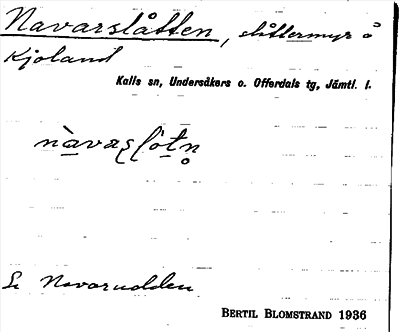 Navarslåtten, slåttermyr å
Kjoland
Kalls sn, Undersåkers o. Offerdals tg, Jämtl. l.
Se Navarudden
BERTIL BLOMSTRAND 1936